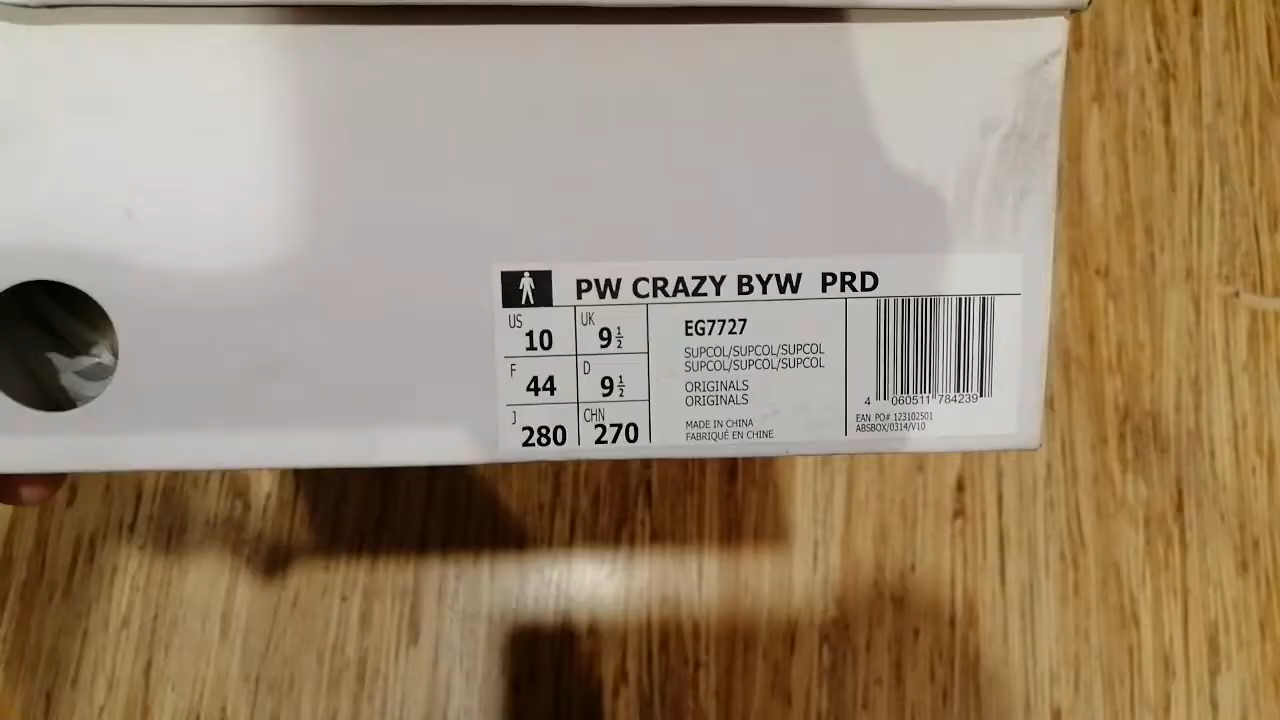 PW CRAZY BYW PRD
US 10 UK 9½
F 44 D 9½
J 280 CHN 270
EG7727
SUPCOL/SUPCOL/SUPCOL
SUPCOL/SUPCOL/SUPCOL
ORIGINALS
ORIGINALS
MADE IN CHINA
FABRIQUÉ EN CHINE
4 060511 784239
EAN PO# 123102501
ABSBOX/0314/V10